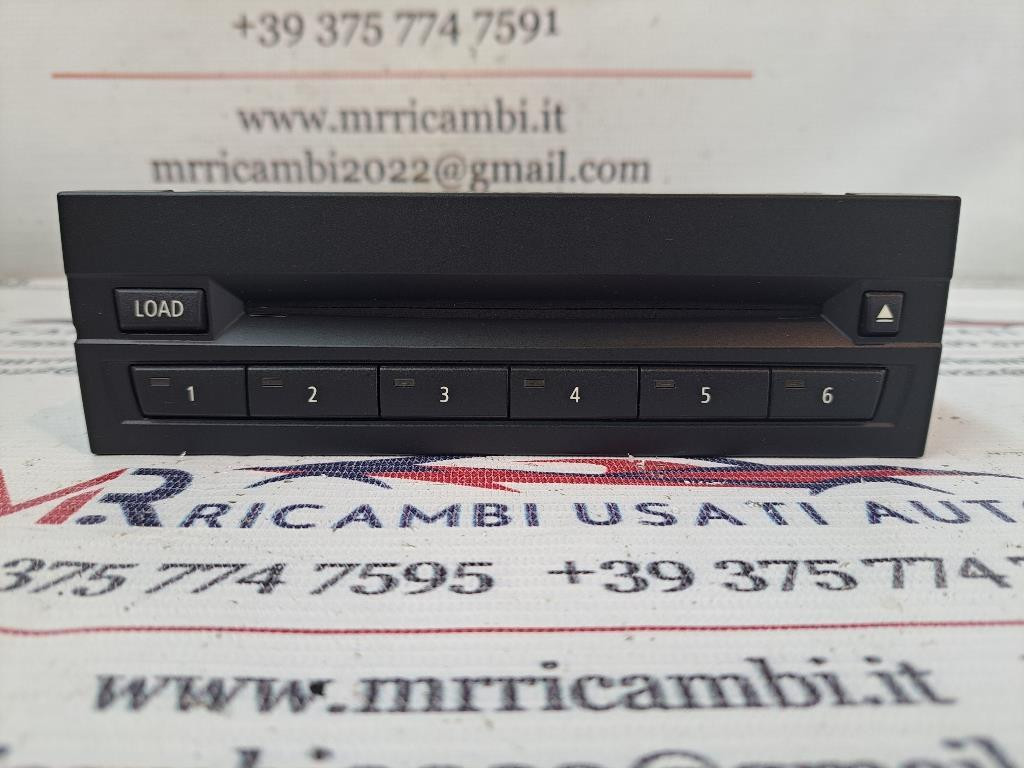 +39 375 774 7591
www.mrricambi.it
mrricambi2022@gmail.com
LOAD
1 2 3 4 5 6
M.R RICAMBI USATI AUT
375 774 7595 +39 375 774
www.mrricambi.it
@gmail